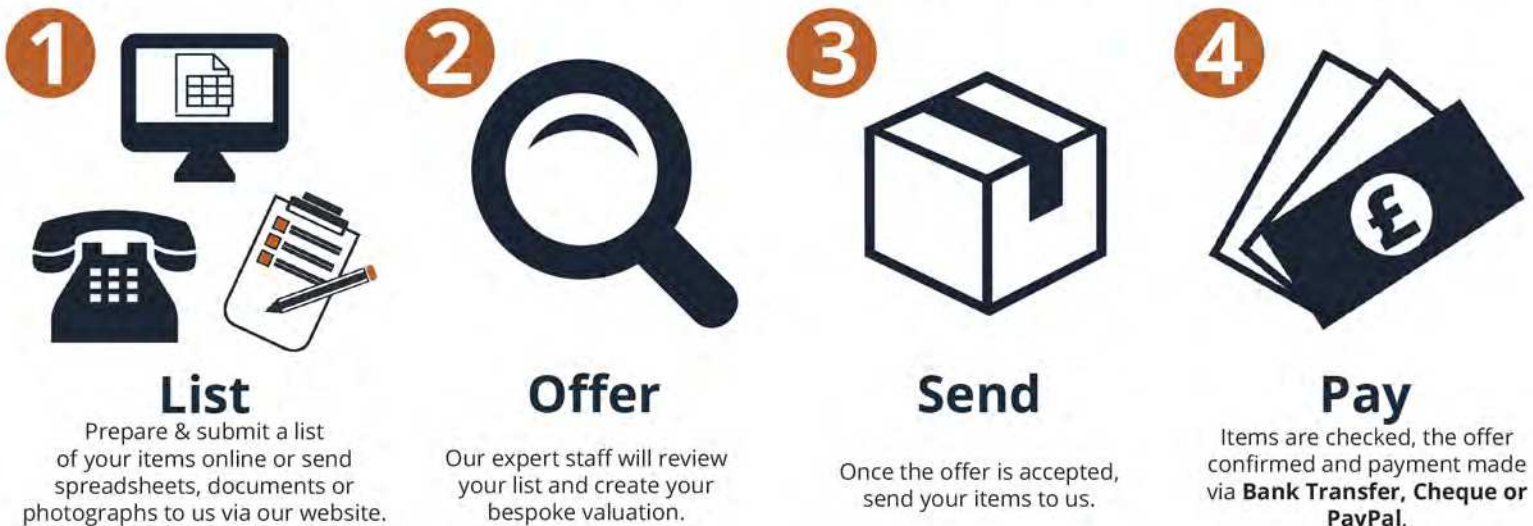 1
List
Prepare & submit a list
of your items online or send
spreadsheets, documents or
photographs to us via our website.
2
Offer
Our expert staff will review
your list and create your
bespoke valuation.
3
Send
Once the offer is accepted,
send your items to us.
4
£
Pay
Items are checked, the offer
confirmed and payment made
via Bank Transfer, Cheque or
PayPal.